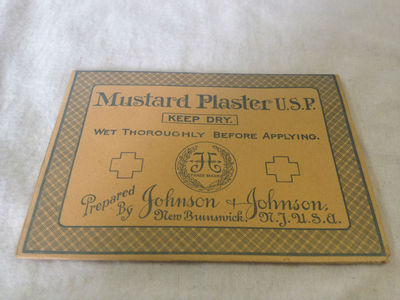 Mustard Plaster U.S.P.
KEEP DRY.
WET THOROUGHLY BEFORE APPLYING.
TRADE MARK
Prepared
By
Johnson & Johnson,
New Brunswick, N.J. U.S.A.